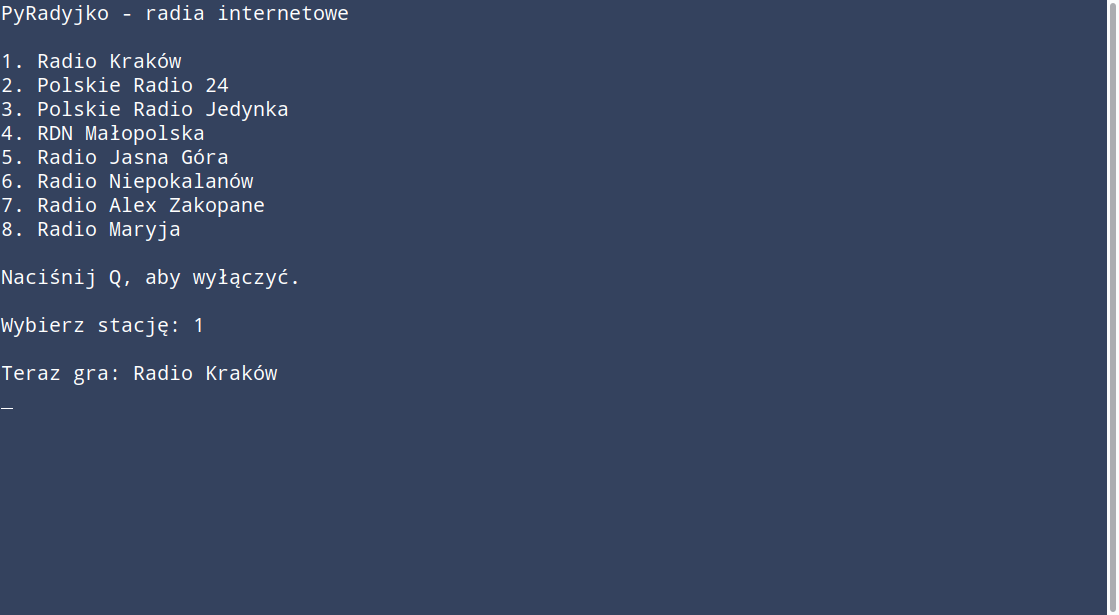 PyRadyjko - radia internetowe
1. Radio Kraków
2. Polskie Radio 24
3. Polskie Radio Jedynka
4. RDN Małopolska
5. Radio Jasna Góra
6. Radio Niepokalanów
7. Radio Alex Zakopane
8. Radio Maryja
Naciśnij Q, aby wyłączyć.
Wybierz stację: 1
Teraz gra: Radio Kraków
_